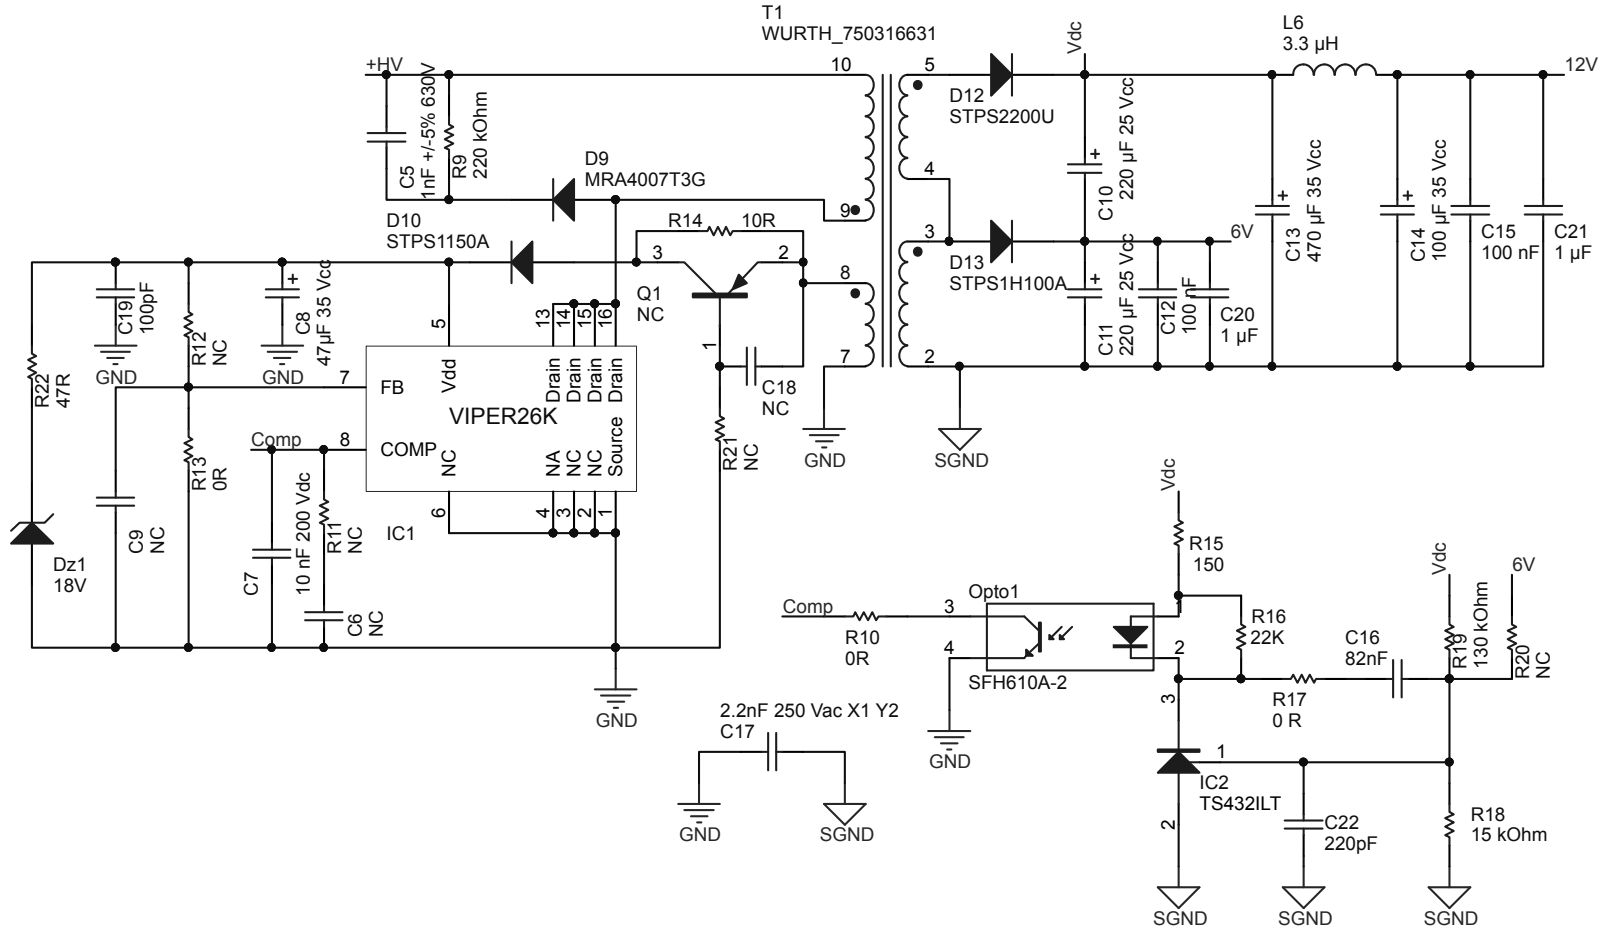 T1
WURTH_750316631
+HV
10
9
8
7
5
4
3
2
C5
1nF +/-5% 630V
R9
220 kOhm
D9
MRA4007T3G
D10
STPS1150A
R14
10R
3
2
1
Q1
NC
C18
NC
R21
NC
GND
SGND
D12
STPS2200U
D13
STPS1H100A
Vdc
C10
220 µF 25 Vcc
C11
220 µF 25 Vcc
+
+
6V
C12
100 nF
C20
1 µF
L6
3.3 µH
12V
+
C13
470 µF 35 Vcc
+
C14
100 µF 35 Vcc
C15
100 nF
C21
1 µF
C19
100pF
GND
R12
NC
+
C8
47µF 35 Vcc
GND
R22
47R
Dz1
18V
C9
NC
R13
0R
5
13
14
15
16
Vdd
Drain
Drain
Drain
Drain
7
FB
VIPER26K
8
COMP
Comp
NC
NA
NC
NC
Source
6
4
3
2
1
IC1
C7
10 nF 200 Vdc
R11
NC
C6
NC
GND
2.2nF 250 Vac X1 Y2
C17
GND
SGND
Comp
R10
0R
Opto1
3
4
1
2
SFH610A-2
GND
Vdc
R15
150
R16
22K
R17
0 R
C16
82nF
Vdc
R19
130 kOhm
6V
R20
NC
3
1
2
IC2
TS432ILT
C22
220pF
R18
15 kOhm
SGND
SGND
SGND